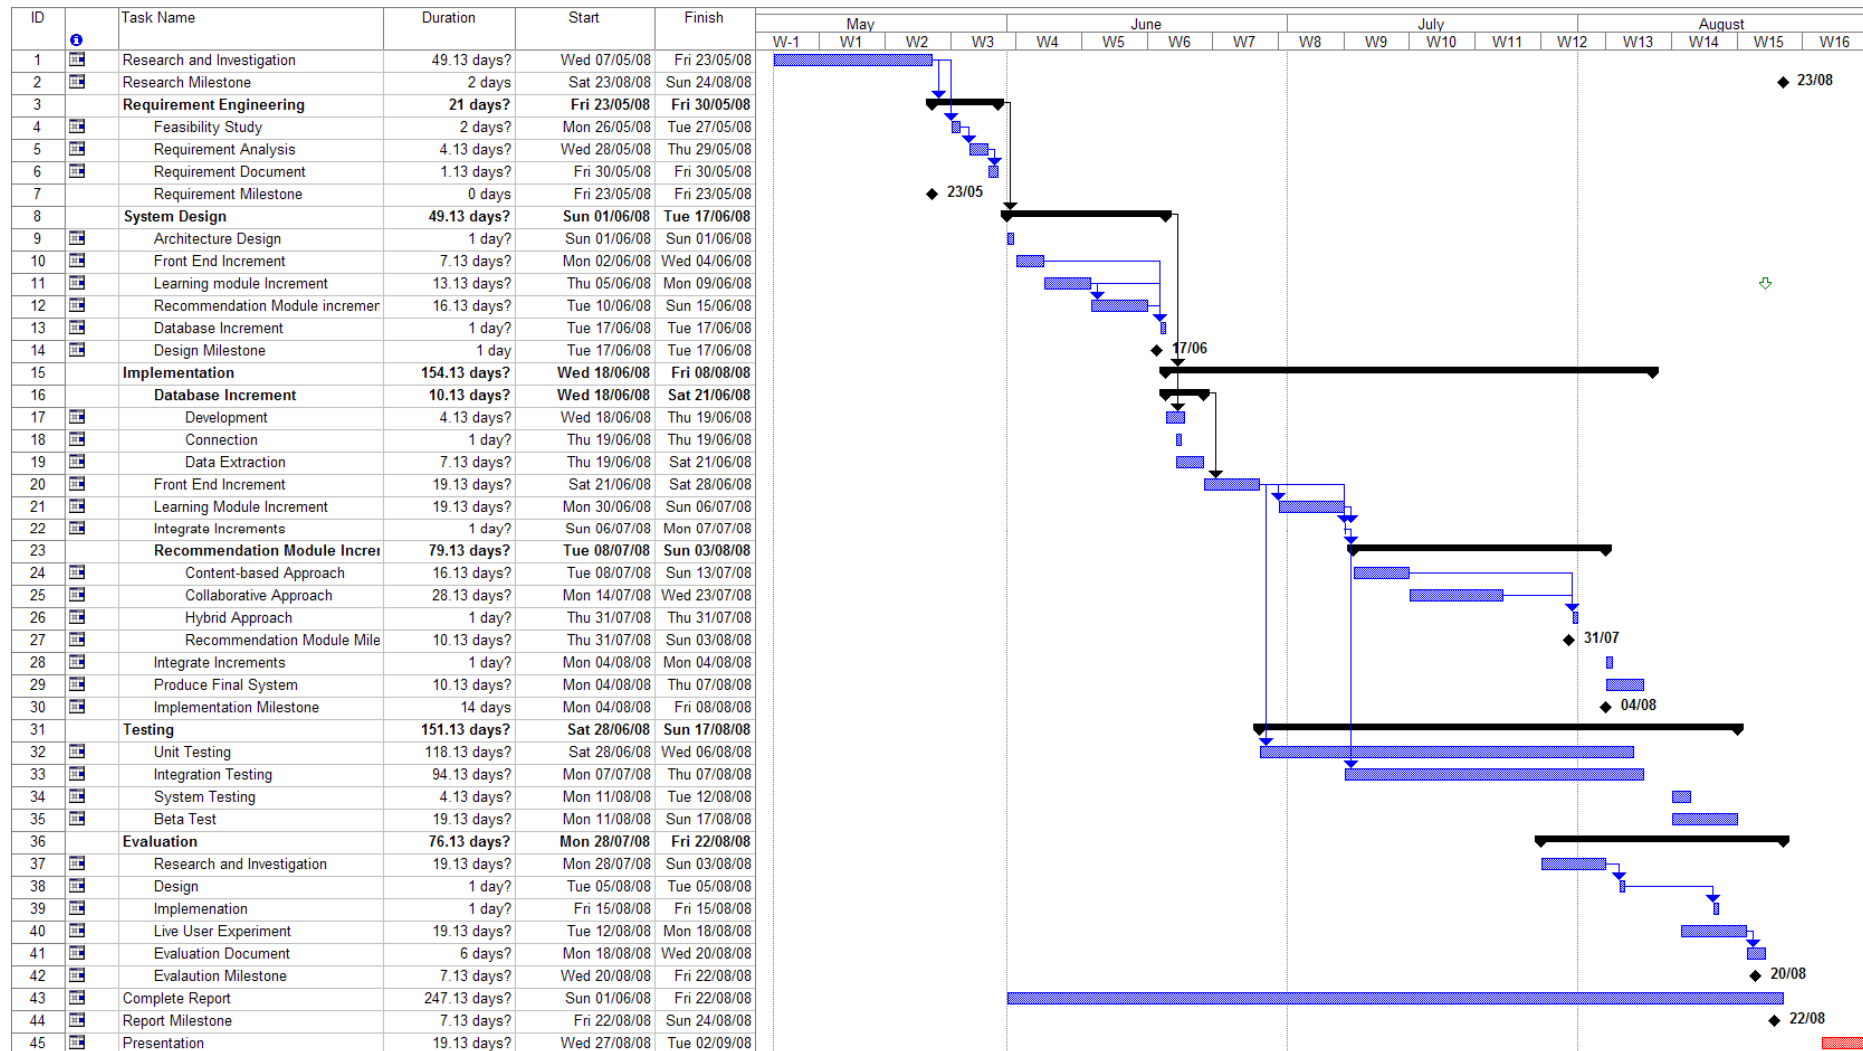 ID Task Name Duration Start Finish
May June July August
W-1 W1 W2 W3 W4 W5 W6 W7 W8 W9 W10 W11 W12 W13 W14 W15 W16
1 Research and Investigation 49.13 days? Wed 07/05/08 Fri 23/05/08
2 Research Milestone 2 days Sat 23/08/08 Sun 24/08/08 23/08
3 Requirement Engineering 21 days? Fri 23/05/08 Fri 30/05/08
4 Feasibility Study 2 days? Mon 26/05/08 Tue 27/05/08
5 Requirement Analysis 4.13 days? Wed 28/05/08 Thu 29/05/08
6 Requirement Document 1.13 days? Fri 30/05/08 Fri 30/05/08
7 Requirement Milestone 0 days Fri 23/05/08 Fri 23/05/08 23/05
8 System Design 49.13 days? Sun 01/06/08 Tue 17/06/08
9 Architecture Design 1 day? Sun 01/06/08 Sun 01/06/08
10 Front End Increment 7.13 days? Mon 02/06/08 Wed 04/06/08
11 Learning module Increment 13.13 days? Thu 05/06/08 Mon 09/06/08
12 Recommendation Module incremer 16.13 days? Tue 10/06/08 Sun 15/06/08
13 Database Increment 1 day? Tue 17/06/08 Tue 17/06/08
14 Design Milestone 1 day Tue 17/06/08 Tue 17/06/08 17/06
15 Implementation 154.13 days? Wed 18/06/08 Fri 08/08/08
16 Database Increment 10.13 days? Wed 18/06/08 Sat 21/06/08
17 Development 4.13 days? Wed 18/06/08 Thu 19/06/08
18 Connection 1 day? Thu 19/06/08 Thu 19/06/08
19 Data Extraction 7.13 days? Thu 19/06/08 Sat 21/06/08
20 Front End Increment 19.13 days? Sat 21/06/08 Sat 28/06/08
21 Learning Module Increment 19.13 days? Mon 30/06/08 Sun 06/07/08
22 Integrate Increments 1 day? Sun 06/07/08 Mon 07/07/08
23 Recommendation Module Increr 79.13 days? Tue 08/07/08 Sun 03/08/08
24 Content-based Approach 16.13 days? Tue 08/07/08 Sun 13/07/08
25 Collaborative Approach 28.13 days? Mon 14/07/08 Wed 23/07/08
26 Hybrid Approach 1 day? Thu 31/07/08 Thu 31/07/08
27 Recommendation Module Mile 10.13 days? Thu 31/07/08 Sun 03/08/08 31/07
28 Integrate Increments 1 day? Mon 04/08/08 Mon 04/08/08
29 Produce Final System 10.13 days? Mon 04/08/08 Thu 07/08/08
30 Implementation Milestone 14 days Mon 04/08/08 Fri 08/08/08 04/08
31 Testing 151.13 days? Sat 28/06/08 Sun 17/08/08
32 Unit Testing 118.13 days? Sat 28/06/08 Wed 06/08/08
33 Integration Testing 94.13 days? Mon 07/07/08 Thu 07/08/08
34 System Testing 4.13 days? Mon 11/08/08 Tue 12/08/08
35 Beta Test 19.13 days? Mon 11/08/08 Sun 17/08/08
36 Evaluation 76.13 days? Mon 28/07/08 Fri 22/08/08
37 Research and Investigation 19.13 days? Mon 28/07/08 Sun 03/08/08
38 Design 1 day? Tue 05/08/08 Tue 05/08/08
39 Implemenation 1 day? Fri 15/08/08 Fri 15/08/08
40 Live User Experiment 19.13 days? Tue 12/08/08 Mon 18/08/08
41 Evaluation Document 6 days? Mon 18/08/08 Wed 20/08/08
42 Evalaution Milestone 7.13 days? Wed 20/08/08 Fri 22/08/08 20/08
43 Complete Report 247.13 days? Sun 01/06/08 Fri 22/08/08
44 Report Milestone 7.13 days? Fri 22/08/08 Sun 24/08/08 22/08
45 Presentation 19.13 days? Wed 27/08/08 Tue 02/09/08